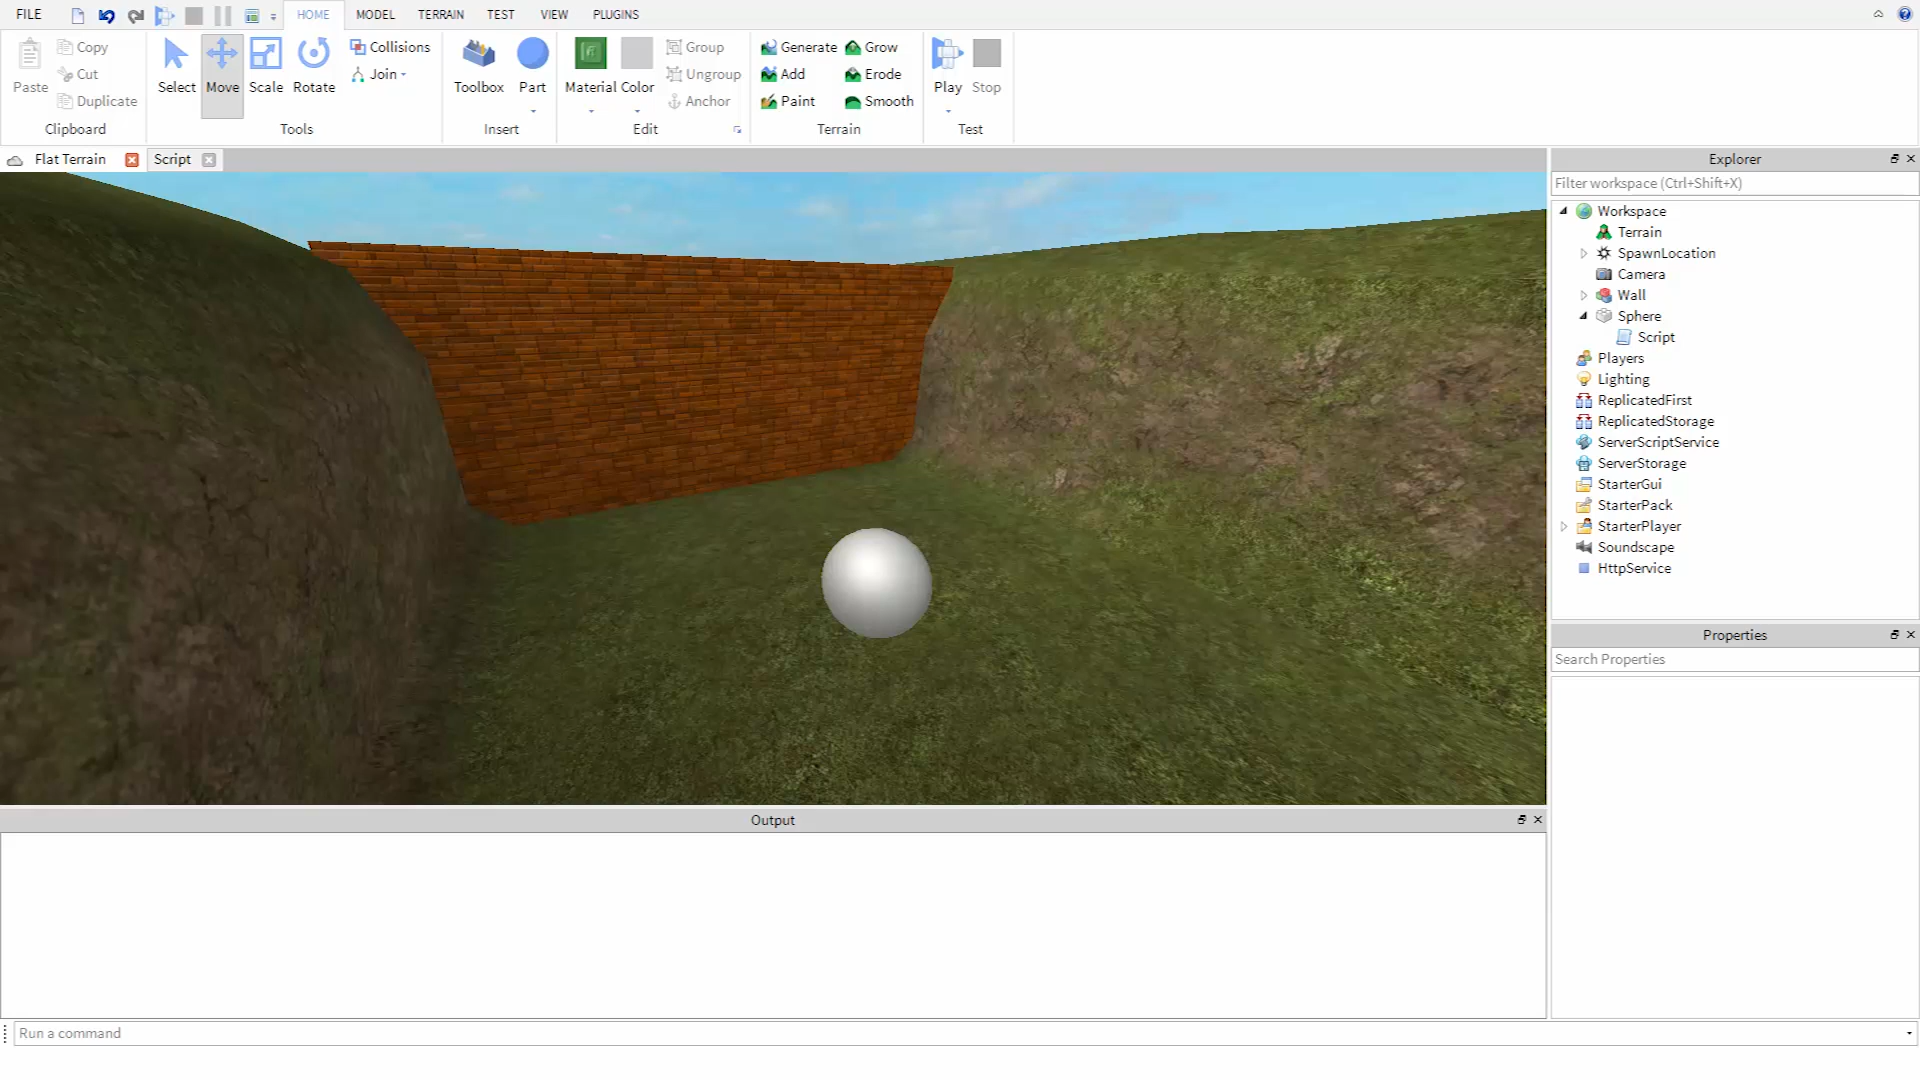 FILE
HOME
MODEL
TERRAIN
TEST
VIEW
PLUGINS
Paste
Copy
Cut
Duplicate
Clipboard
Select
Move
Scale
Rotate
Collisions
Join
Tools
Toolbox
Part
Insert
Material
Color
Group
Ungroup
Anchor
Edit
Generate
Add
Paint
Grow
Erode
Smooth
Terrain
Play
Stop
Test
Flat Terrain
Script
Explorer
Filter workspace (Ctrl+Shift+X)
Workspace
Terrain
SpawnLocation
Camera
Wall
Sphere
Script
Players
Lighting
ReplicatedFirst
ReplicatedStorage
ServerScriptService
ServerStorage
StarterGui
StarterPack
StarterPlayer
Soundscape
HttpService
Properties
Search Properties
Output
Run a command